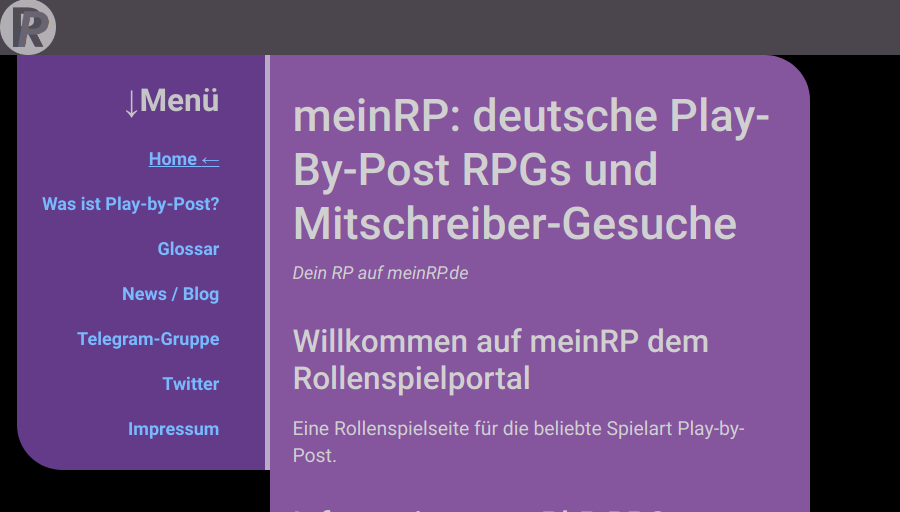 ↓Menü
Home ←
Was ist Play-by-Post?
Glossar
News / Blog
Telegram-Gruppe
Twitter
Impressum
meinRP: deutsche Play-
By-Post RPGs und
Mitschreiber-Gesuche
Dein RP auf meinRP.de
Willkommen auf meinRP dem
Rollenspielportal
Eine Rollenspielseite für die beliebte Spielart Play-by-
Post.